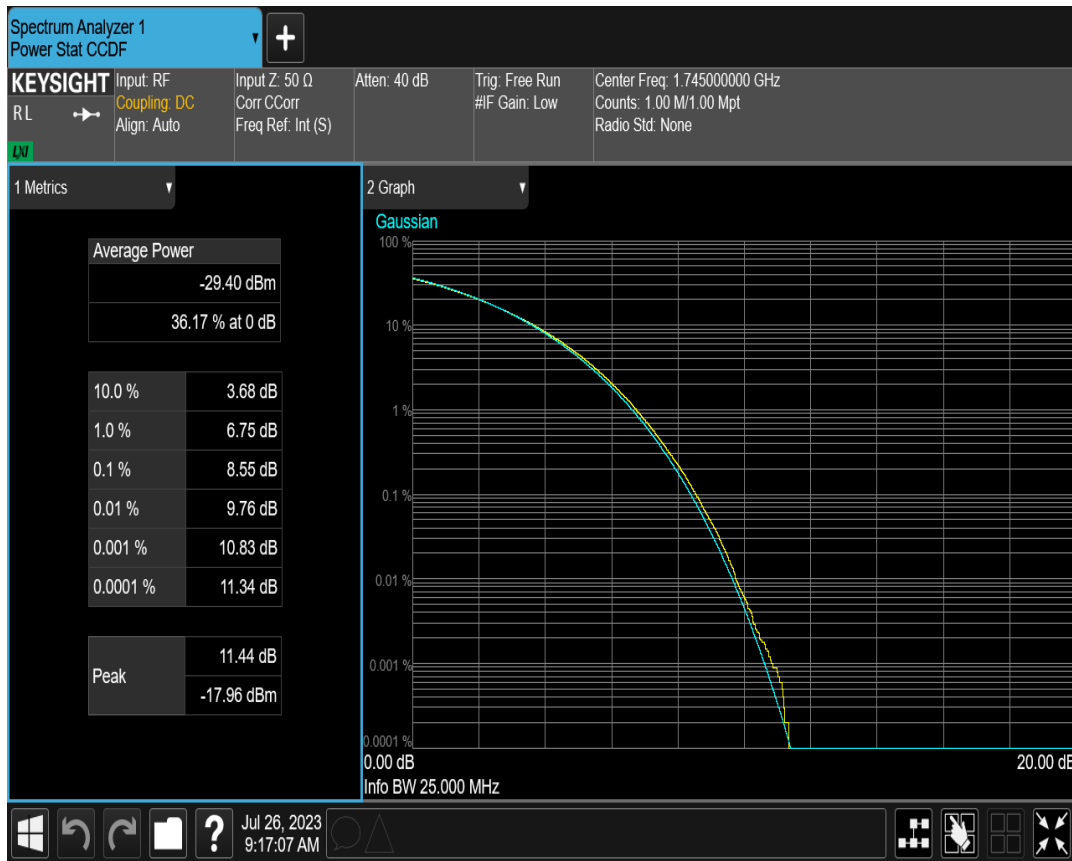 Spectrum Analyzer 1
Power Stat CCDF
+
KEYSIGHT
RL
LXI
Input: RF
Coupling: DC
Align: Auto
Input Z: 50 Ω
Corr CCorr
Freq Ref: Int (S)
Atten: 40 dB
Trig: Free Run
#IF Gain: Low
Center Freq: 1.745000000 GHz
Counts: 1.00 M/1.00 Mpt
Radio Std: None
1 Metrics
Average Power
-29.40 dBm
36.17 % at 0 dB
10.0 % 3.68 dB
1.0 % 6.75 dB
0.1 % 8.55 dB
0.01 % 9.76 dB
0.001 % 10.83 dB
0.0001 % 11.34 dB
Peak
11.44 dB
-17.96 dBm
2 Graph
Gaussian
100 %
10 %
1 %
0.1 %
0.01 %
0.001 %
0.0001 %
0.00 dB 20.00 dB
Info BW 25.000 MHz
?
Jul 26, 2023
9:17:07 AM